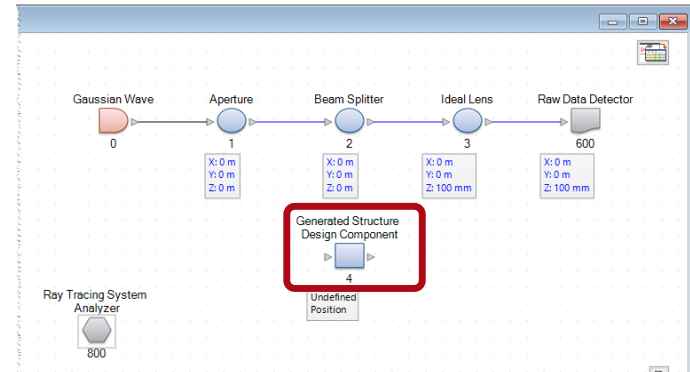 Gaussian Wave
Aperture
Beam Splitter
Ideal Lens
Raw Data Detector
0
1
2
3
600
X: 0 m
Y: 0 m
Z: 0 m
X: 0 m
Y: 0 m
Z: 0 m
X: 0 m
Y: 0 m
Z: 100 mm
X: 0 m
Y: 0 m
Z: 100 mm
Generated Structure
Design Component
4
Undefined
Position
Ray Tracing System
Analyzer
800